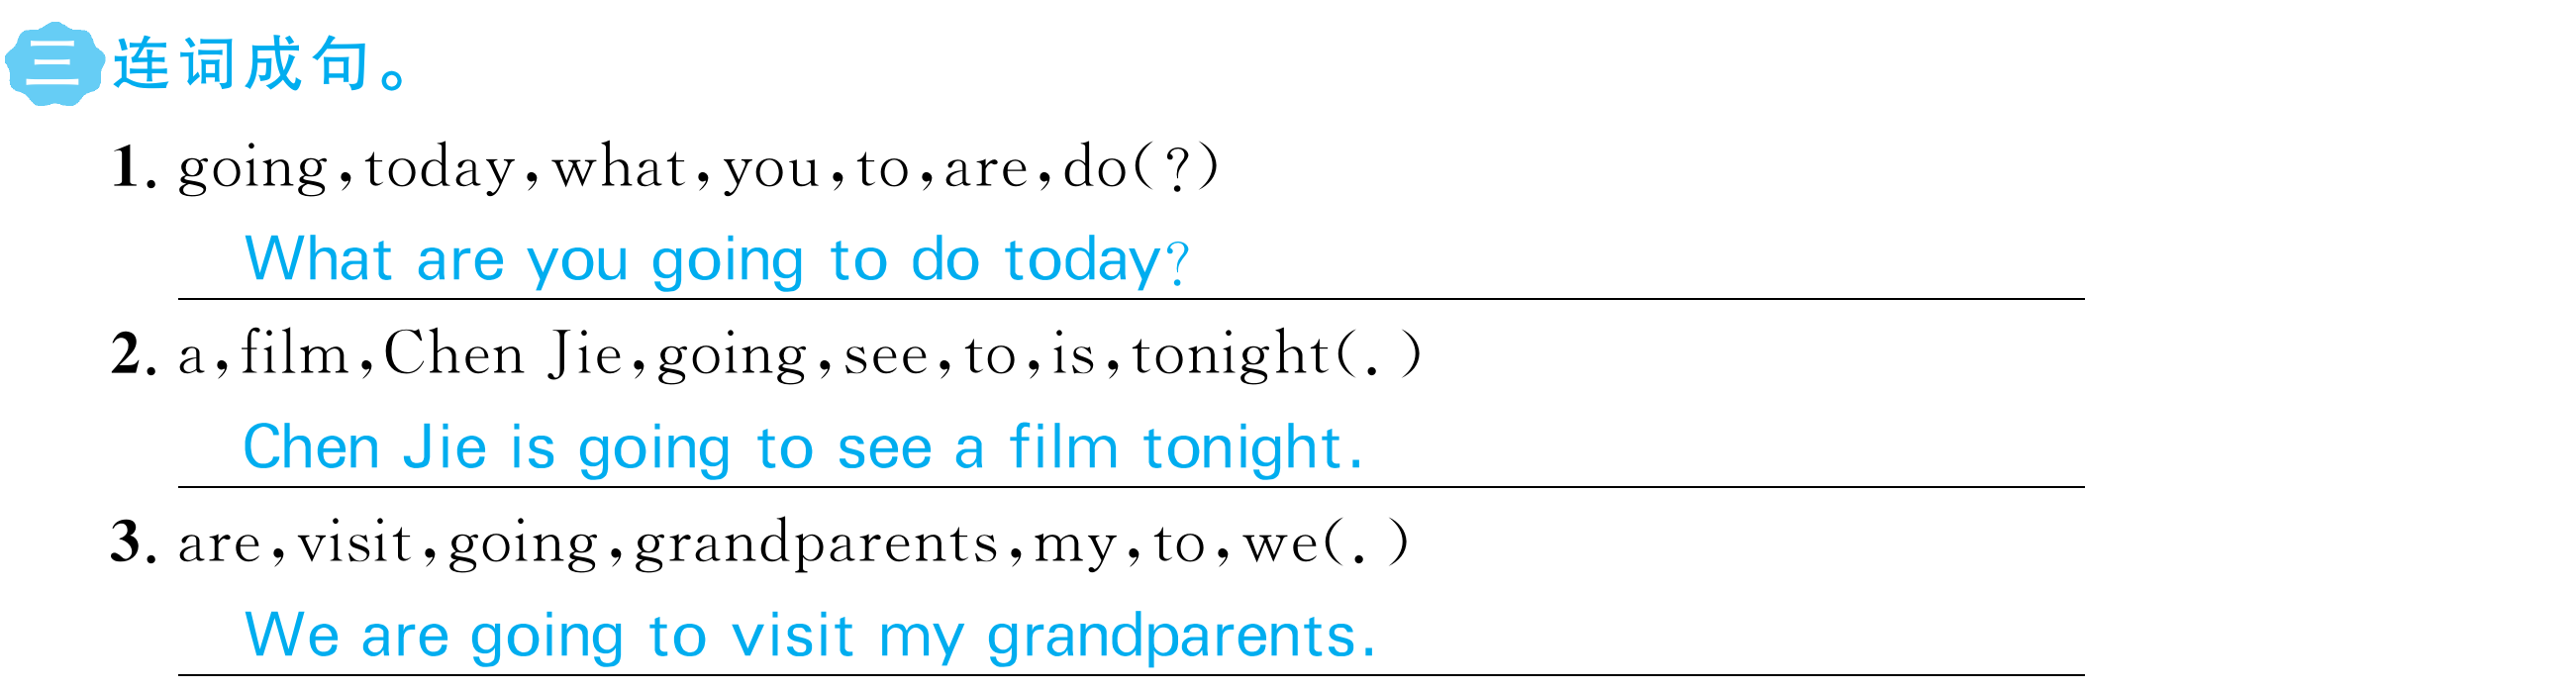 三 连词成句。
1. going,today,what,you,to,are,do(?)
What are you going to do today?
2. a,film,Chen Jie,going,see,to,is,tonight(.)
Chen Jie is going to see a film tonight.
3. are,visit,going,grandparents,my,to,we(.)
We are going to visit my grandparents.